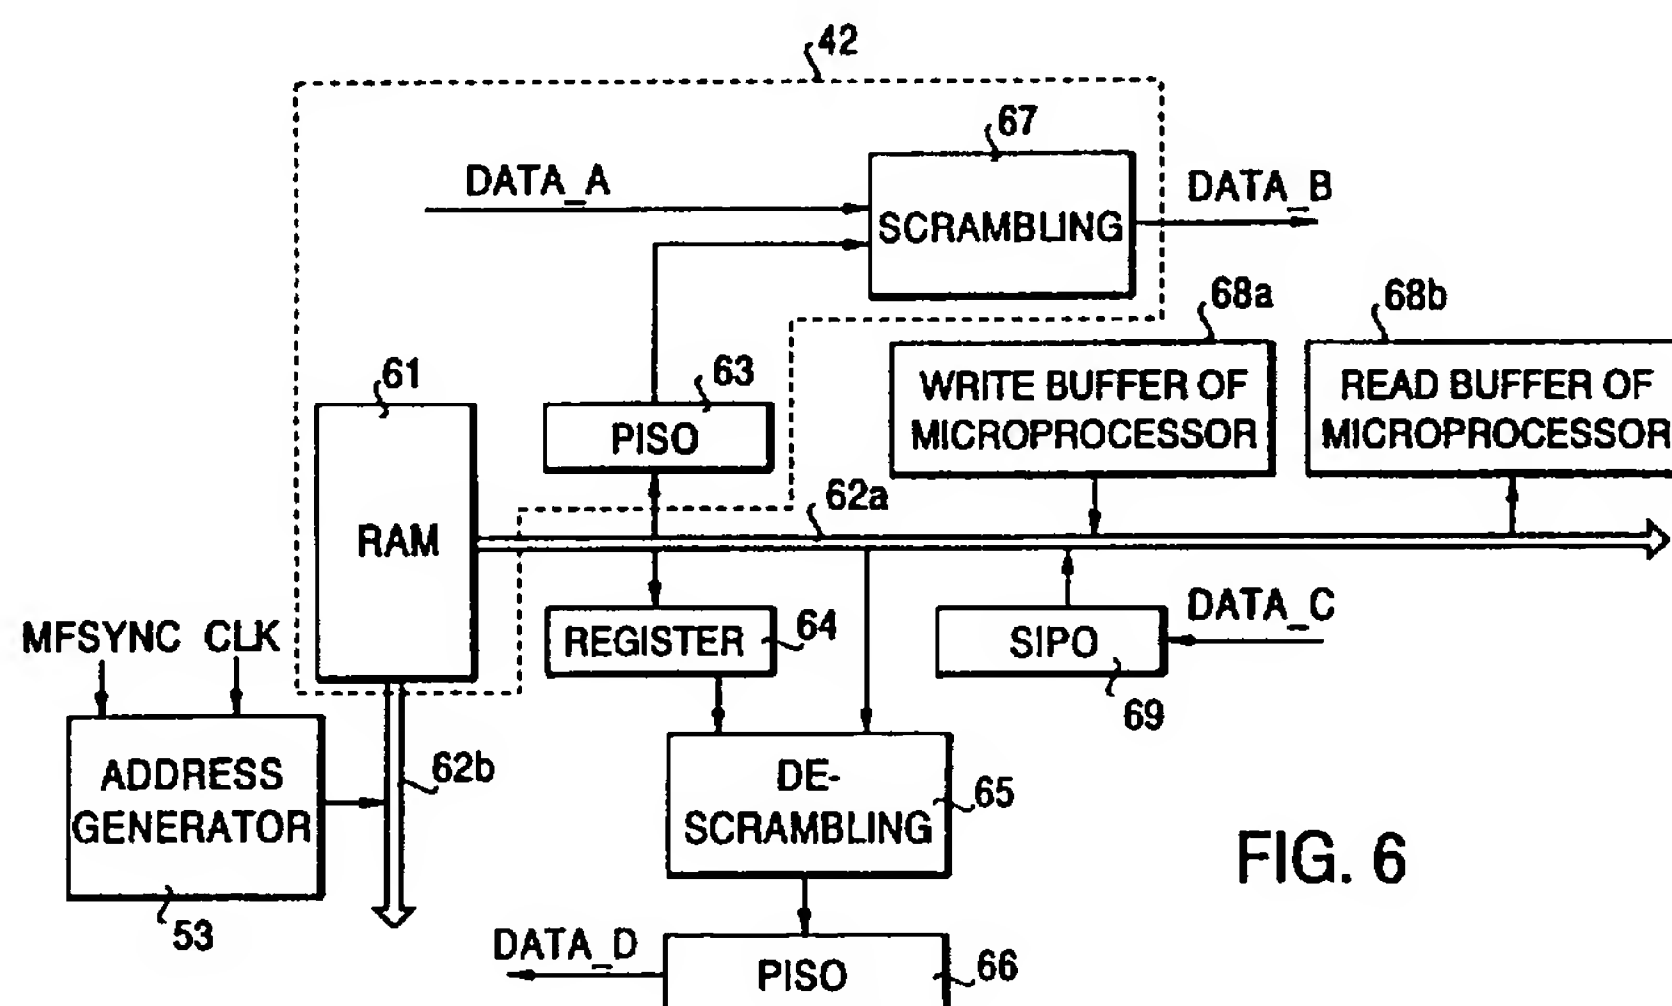 42
67
DATA_A
DATA_B
SCRAMBLING
68a
68b
61
63
WRITE BUFFER OF
MICROPROCESSOR
READ BUFFER OF
MICROPROCESSOR
PISO
62a
RAM
MFSYNC CLK
REGISTER
64
SIPO
DATA_C
69
ADDRESS
GENERATOR
62b
DE-
SCRAMBLING
65
FIG. 6
53
DATA_D
PISO
66